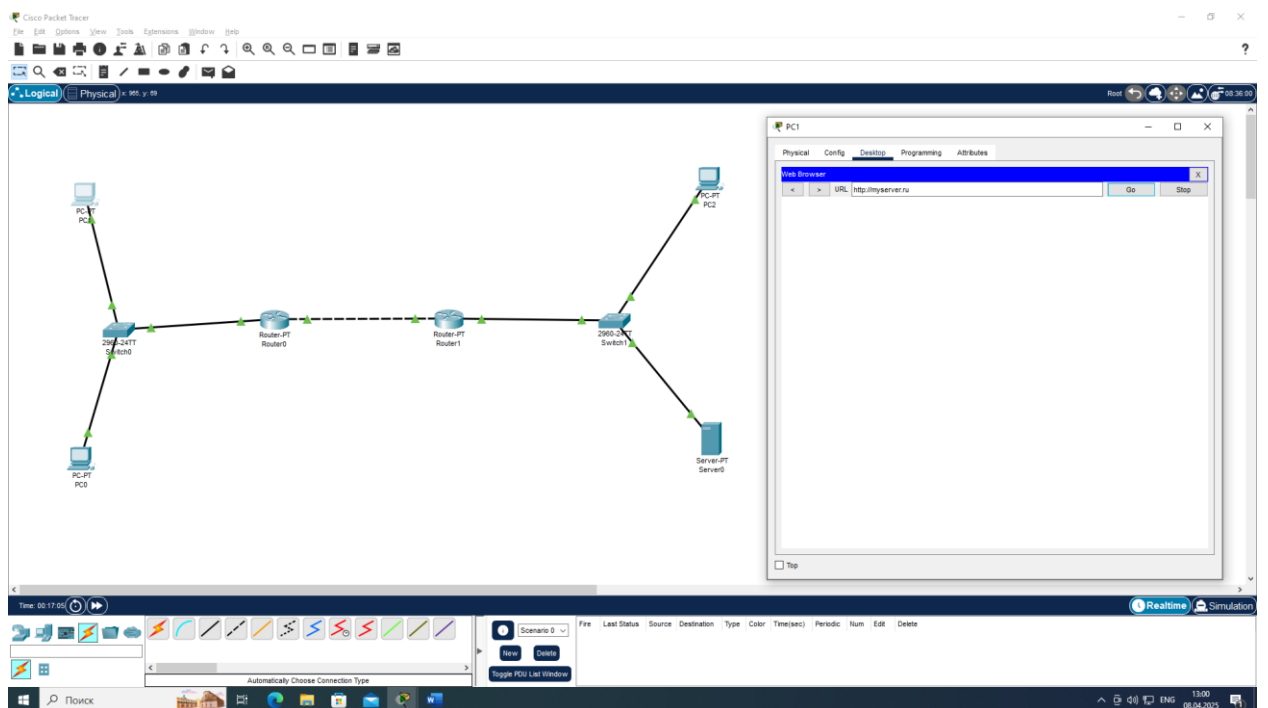 Cisco Packet Tracer
File Edit Options View Tools Extensions Window Help
?
Logical Physical x: 965, y: 69
Root 08:36:00
PC1
Physical Config Desktop Programming Attributes
Web Browser X
< > URL http://myserver.ru Go Stop
PC-PT
PC-PT
PC2
Router-PT
Router0
Router-PT
Router1
2960-24TT
Switch0
2960-24TT
Switch1
PC-PT
PC0
Server-PT
Server0
Top
Time: 00:17:05 Realtime Simulation
Scenario 0
Fire Last Status Source Destination Type Color Time(sec) Periodic Num Edit Delete
New Delete
Toggle PDU List Window
Automatically Choose Connection Type
Поиск
ENG 13:00
08.04.2025